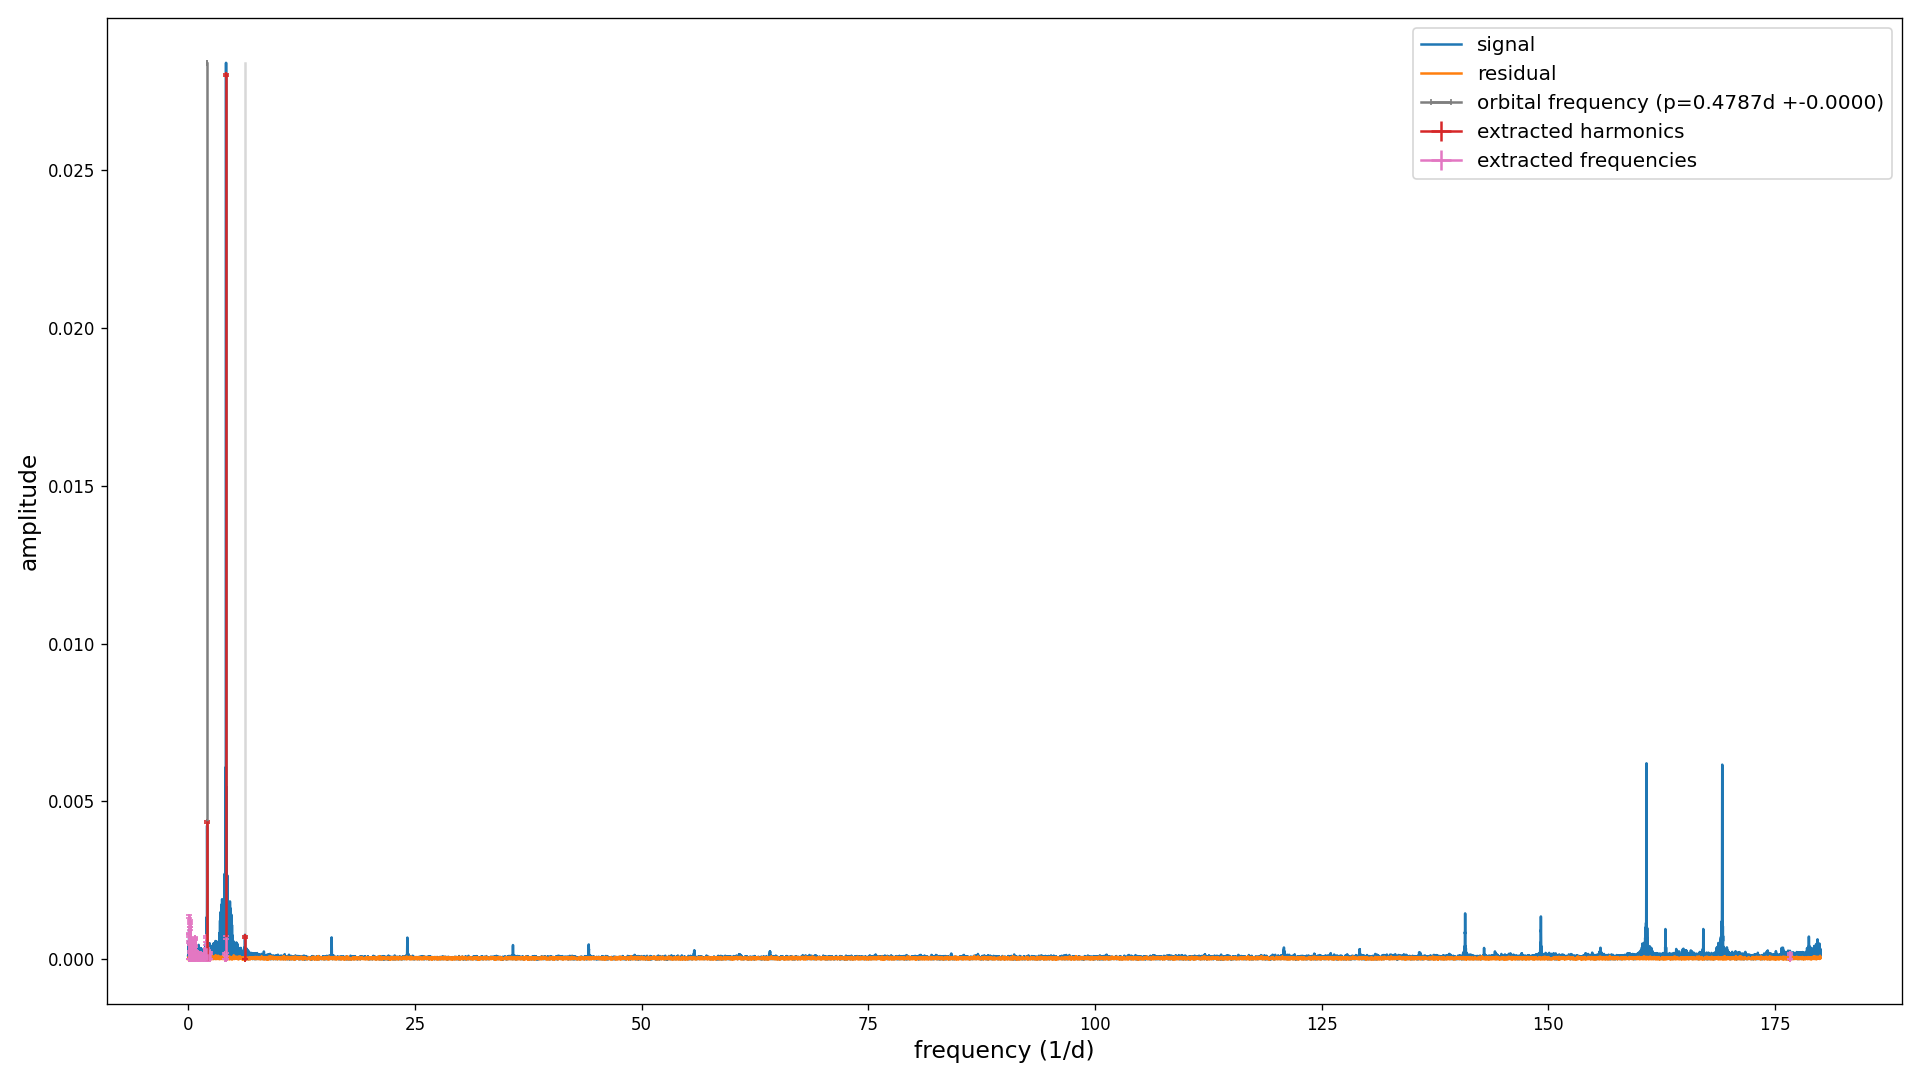 signal
residual
orbital frequency (p=0.4787d +-0.0000)
extracted harmonics
extracted frequencies
amplitude
0.025
0.020
0.015
0.010
0.005
0.000
0 25 50 75 100 125 150 175
frequency (1/d)